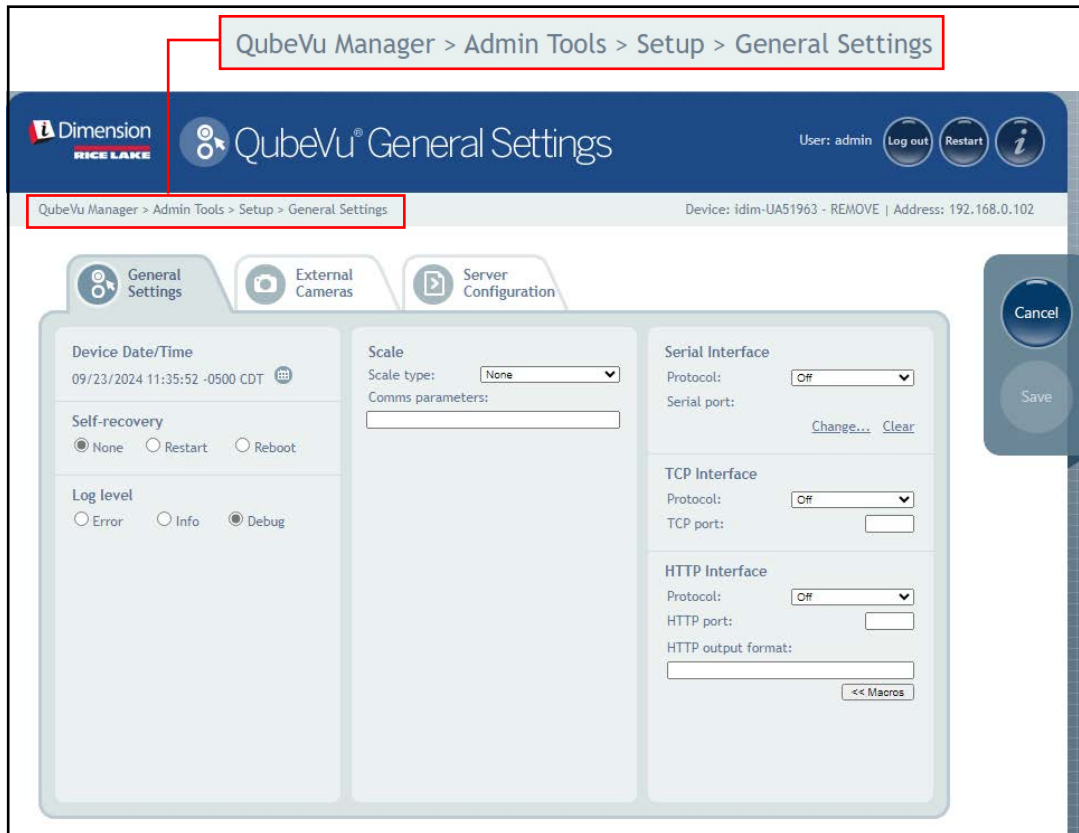 QubeVu Manager > Admin Tools > Setup > General Settings
iDimension
RICE LAKE
QubeVu® General Settings
User: admin
Log out
Restart
i
QubeVu Manager > Admin Tools > Setup > General Settings
Device: idim-UA51963 - REMOVE | Address: 192.168.0.102
General
Settings
External
Cameras
Server
Configuration
Cancel
Save
Device Date/Time
09/23/2024 11:35:52 -0500 CDT
Self-recovery
None Restart Reboot
Log level
Error Info Debug
Scale
Scale type: None
Comms parameters:
Serial Interface
Protocol: Off
Serial port:
Change... Clear
TCP Interface
Protocol: Off
TCP port:
HTTP Interface
Protocol: Off
HTTP port:
HTTP output format:
<< Macros